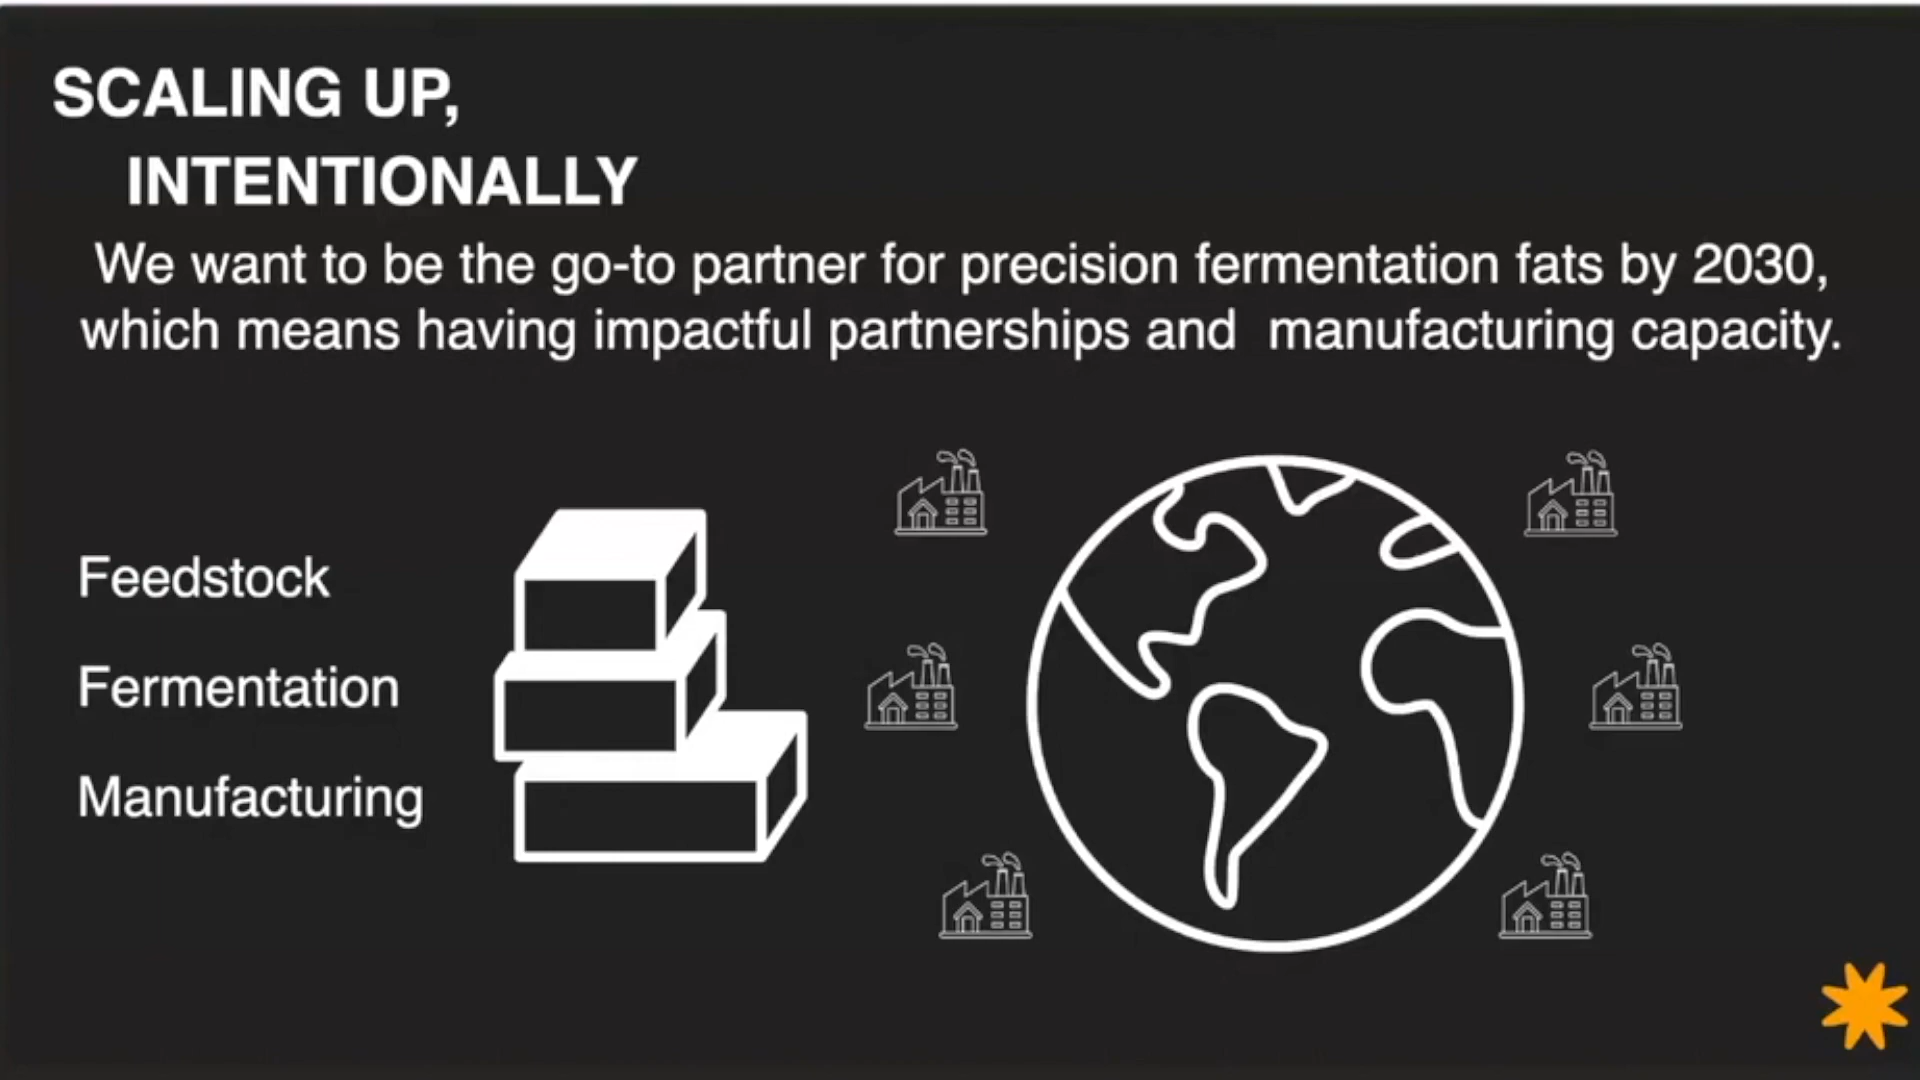 SCALING UP,
INTENTIONALLY
We want to be the go-to partner for precision fermentation fats by 2030,
which means having impactful partnerships and  manufacturing capacity.
Feedstock
Fermentation
Manufacturing